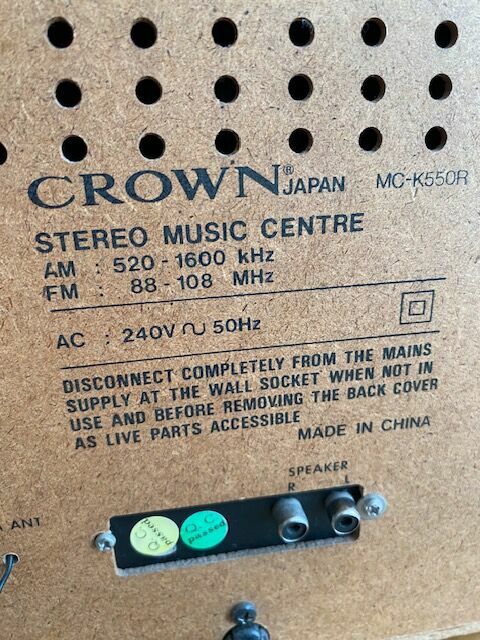 CROWN® JAPAN MC-K550R
STEREO MUSIC CENTRE
AM : 520-1600 kHz
FM : 88-108 MHz
AC : 240V ~ 50Hz
DISCONNECT COMPLETELY FROM THE MAINS
SUPPLY AT THE WALL SOCKET WHEN NOT IN
USE AND BEFORE REMOVING THE BACK COVER
AS LIVE PARTS ACCESSIBLE
MADE IN CHINA
SPEAKER
R L
ANT
Q.C
passed
Q.C
passed